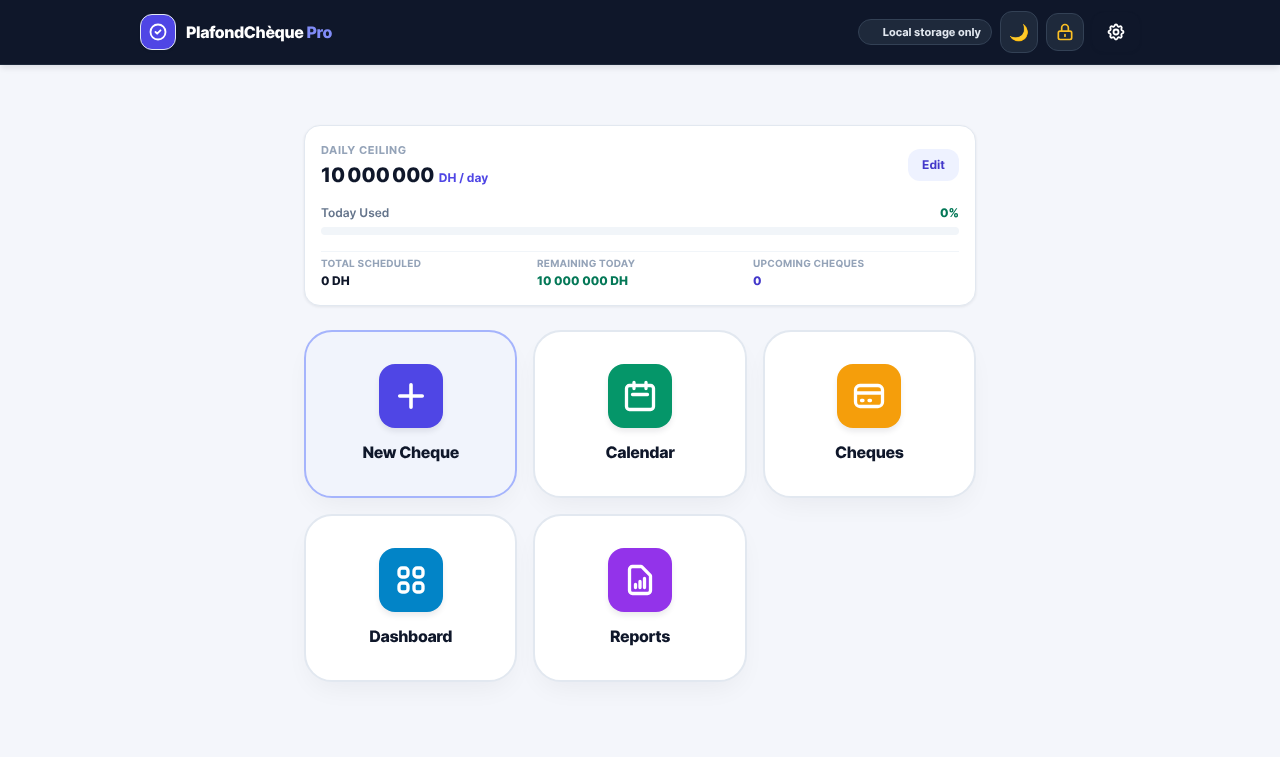 PlafondChèque Pro
Local storage only
DAILY CEILING
10 000 000 DH / day
Edit
Today Used
0%
TOTAL SCHEDULED
REMAINING TODAY
UPCOMING CHEQUES
0 DH
10 000 000 DH
0
New Cheque
Calendar
Cheques
Dashboard
Reports